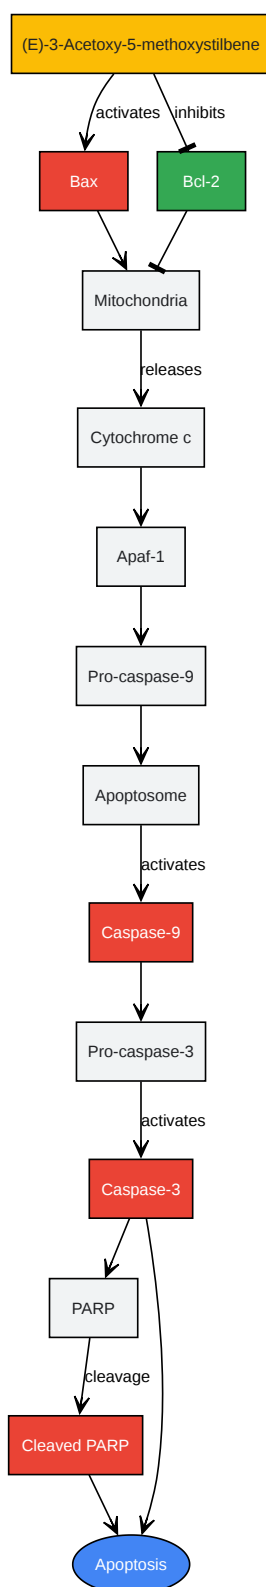 (E)-3-Acetoxy-5-methoxystilbene
activates
inhibits
Bax
Bcl-2
Mitochondria
releases
Cytochrome c
Apaf-1
Pro-caspase-9
Apoptosome
activates
Caspase-9
Pro-caspase-3
activates
Caspase-3
PARP
cleavage
Cleaved PARP
Apoptosis